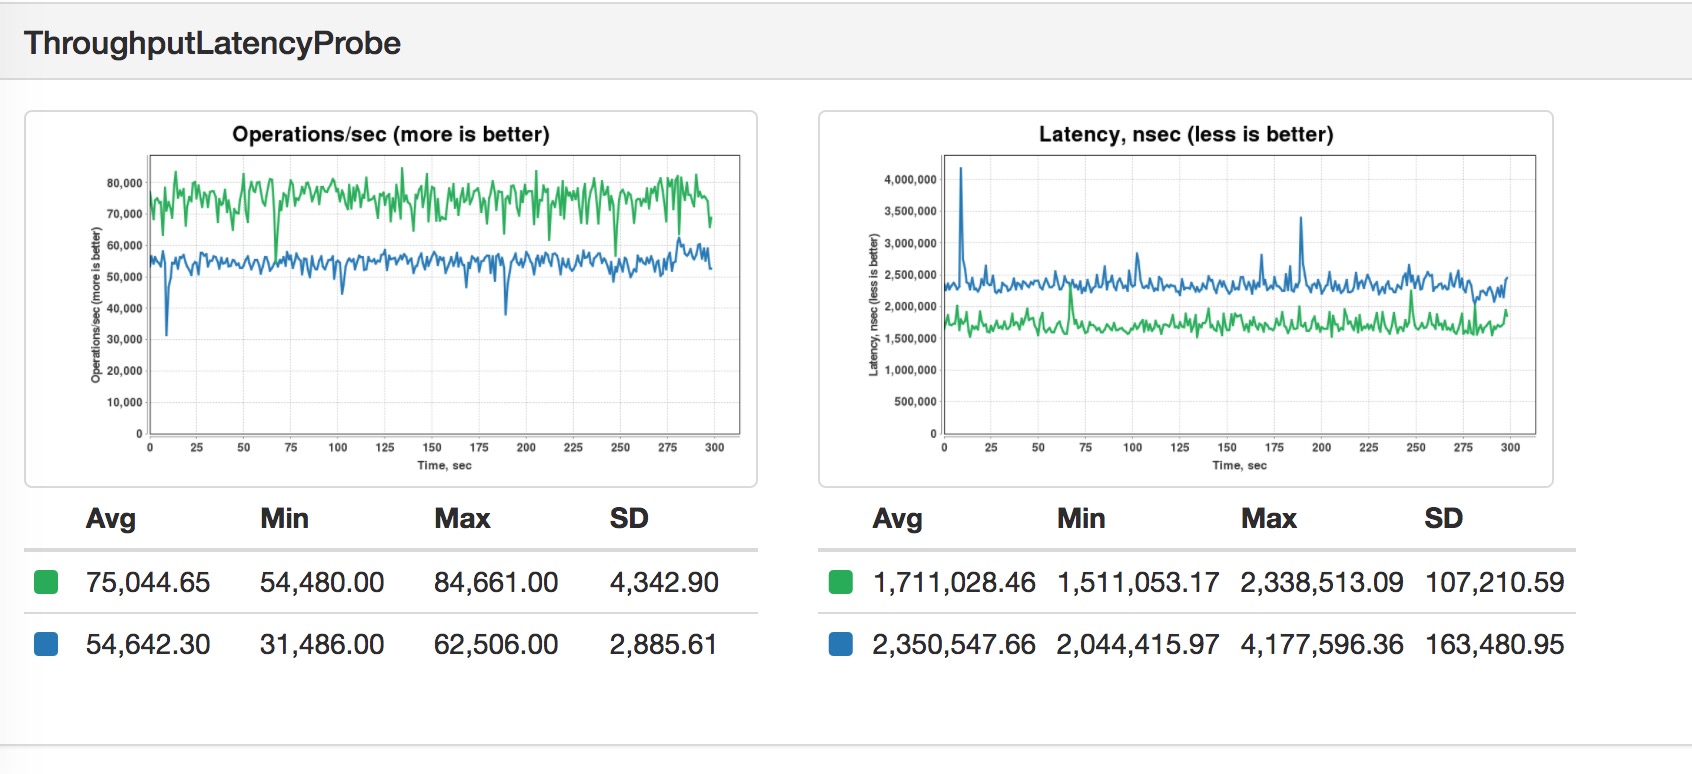 ThroughputLatencyProbe
Operations/sec (more is better)
Operations/sec (more is better)
80,000
70,000
60,000
50,000
40,000
30,000
20,000
10,000
0
0 25 50 75 100 125 150 175 200 225 250 275 300
Time, sec
Latency, nsec (less is better)
Latency, nsec (less is better)
4,000,000
3,500,000
3,000,000
2,500,000
2,000,000
1,500,000
1,000,000
500,000
0
0 25 50 75 100 125 150 175 200 225 250 275 300
Time, sec
Avg Min Max SD
75,044.65 54,480.00 84,661.00 4,342.90
54,642.30 31,486.00 62,506.00 2,885.61
Avg Min Max SD
1,711,028.46 1,511,053.17 2,338,513.09 107,210.59
2,350,547.66 2,044,415.97 4,177,596.36 163,480.95